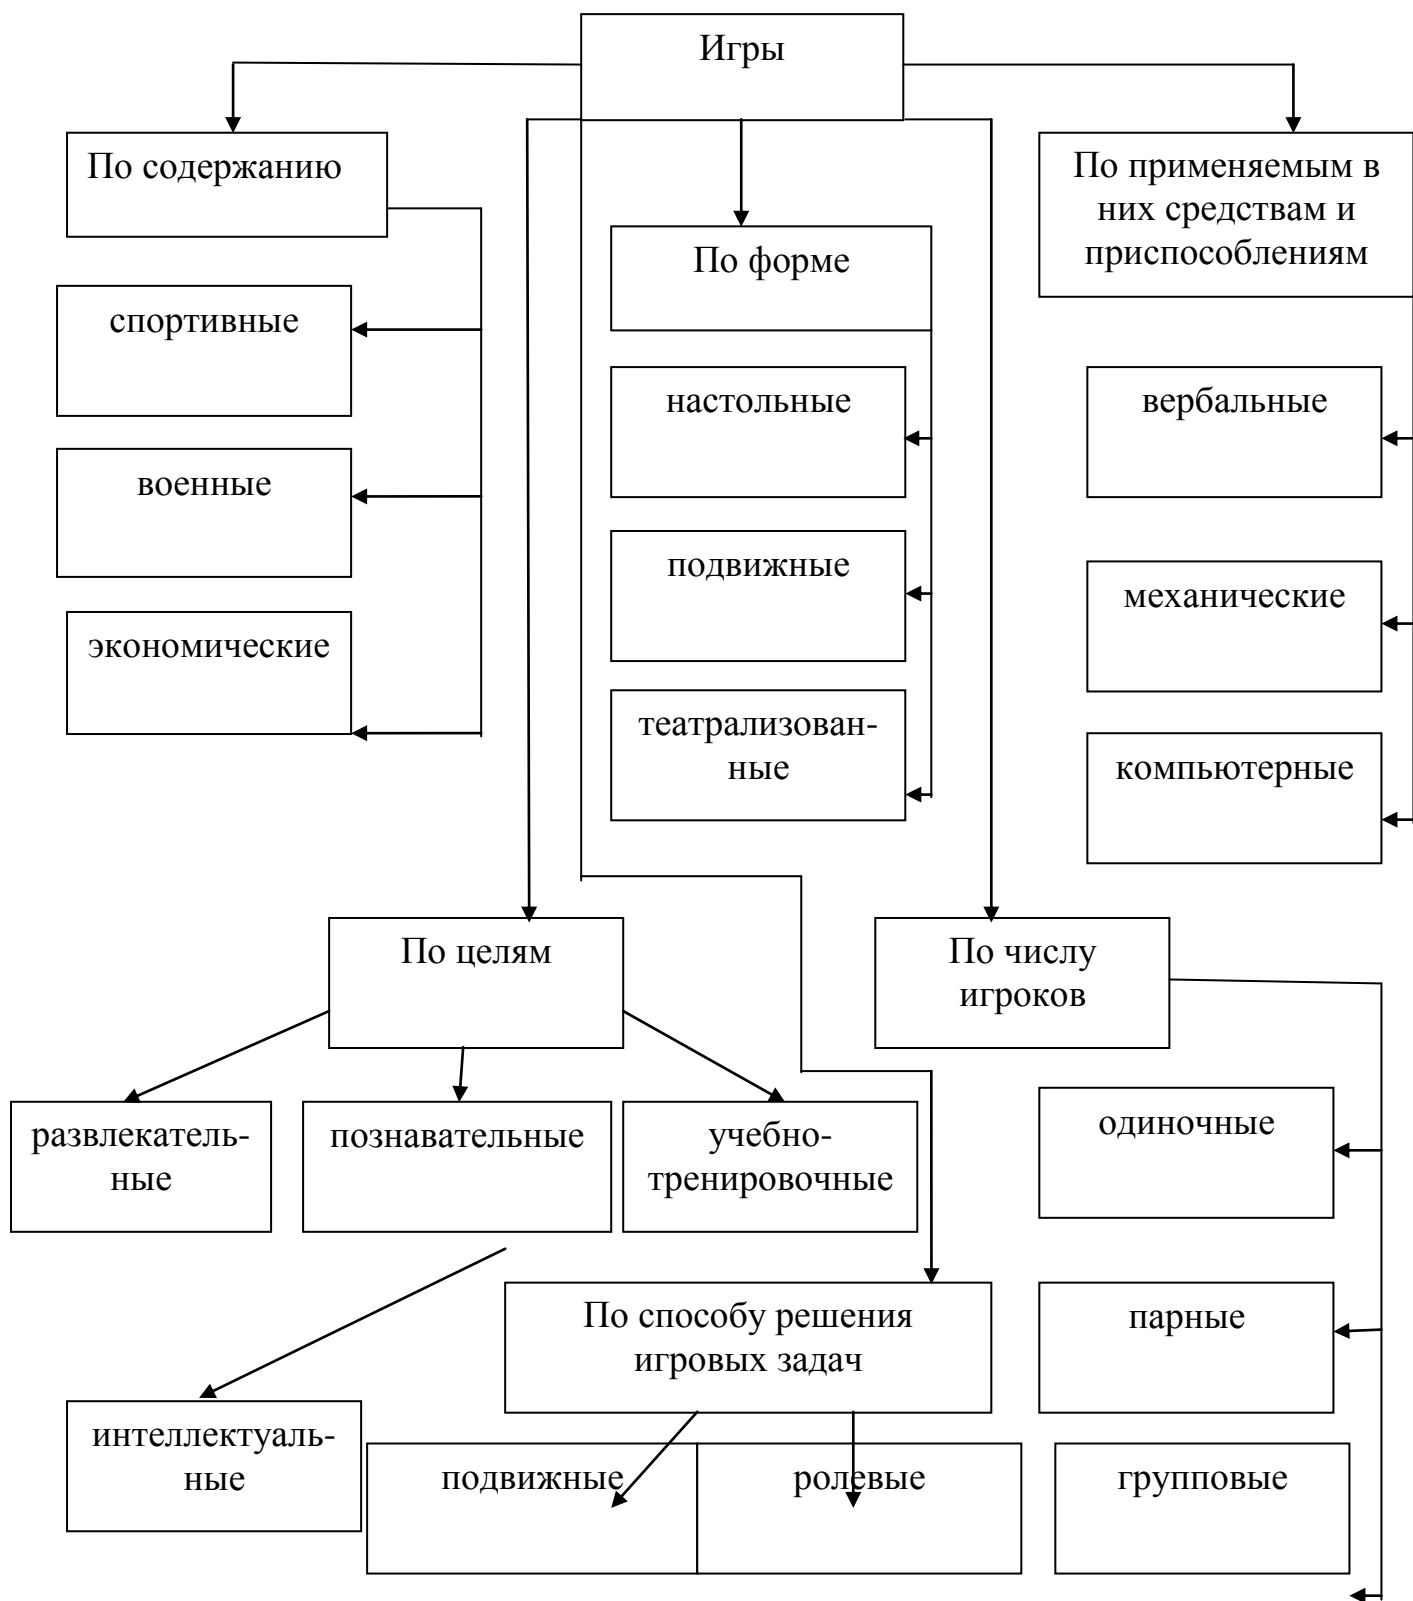 Игры
По содержанию
По применяемым в
них средствам и
приспособлениям
По форме
спортивные
настольные
вербальные
военные
подвижные
механические
экономические
театрализован-
ные
компьютерные
По целям
По числу
игроков
развлекатель-
ные
познавательные
учебно-
тренировочные
одиночные
По способу решения
игровых задач
парные
интеллектуаль-
ные
подвижные
ролевые
групповые